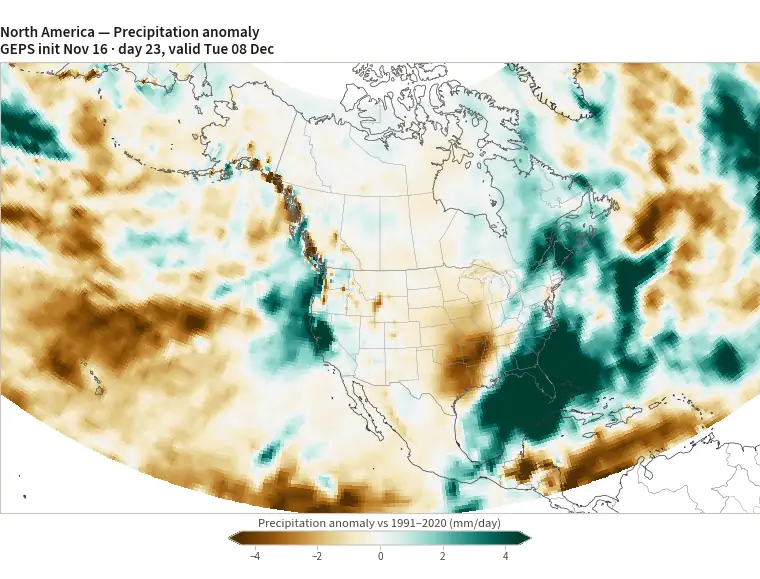 North America — Precipitation anomaly
GEPS init Nov 16 · day 23, valid Tue 08 Dec
Precipitation anomaly vs 1991–2020 (mm/day)
−4 −2 0 2 4